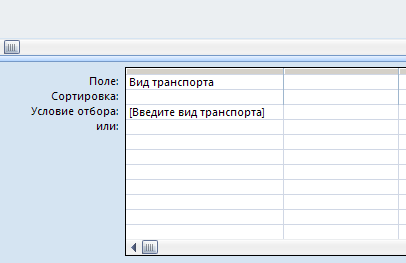 Поле: Вид транспорта
Сортировка:
Условие отбора: [Введите вид транспорта]
или: